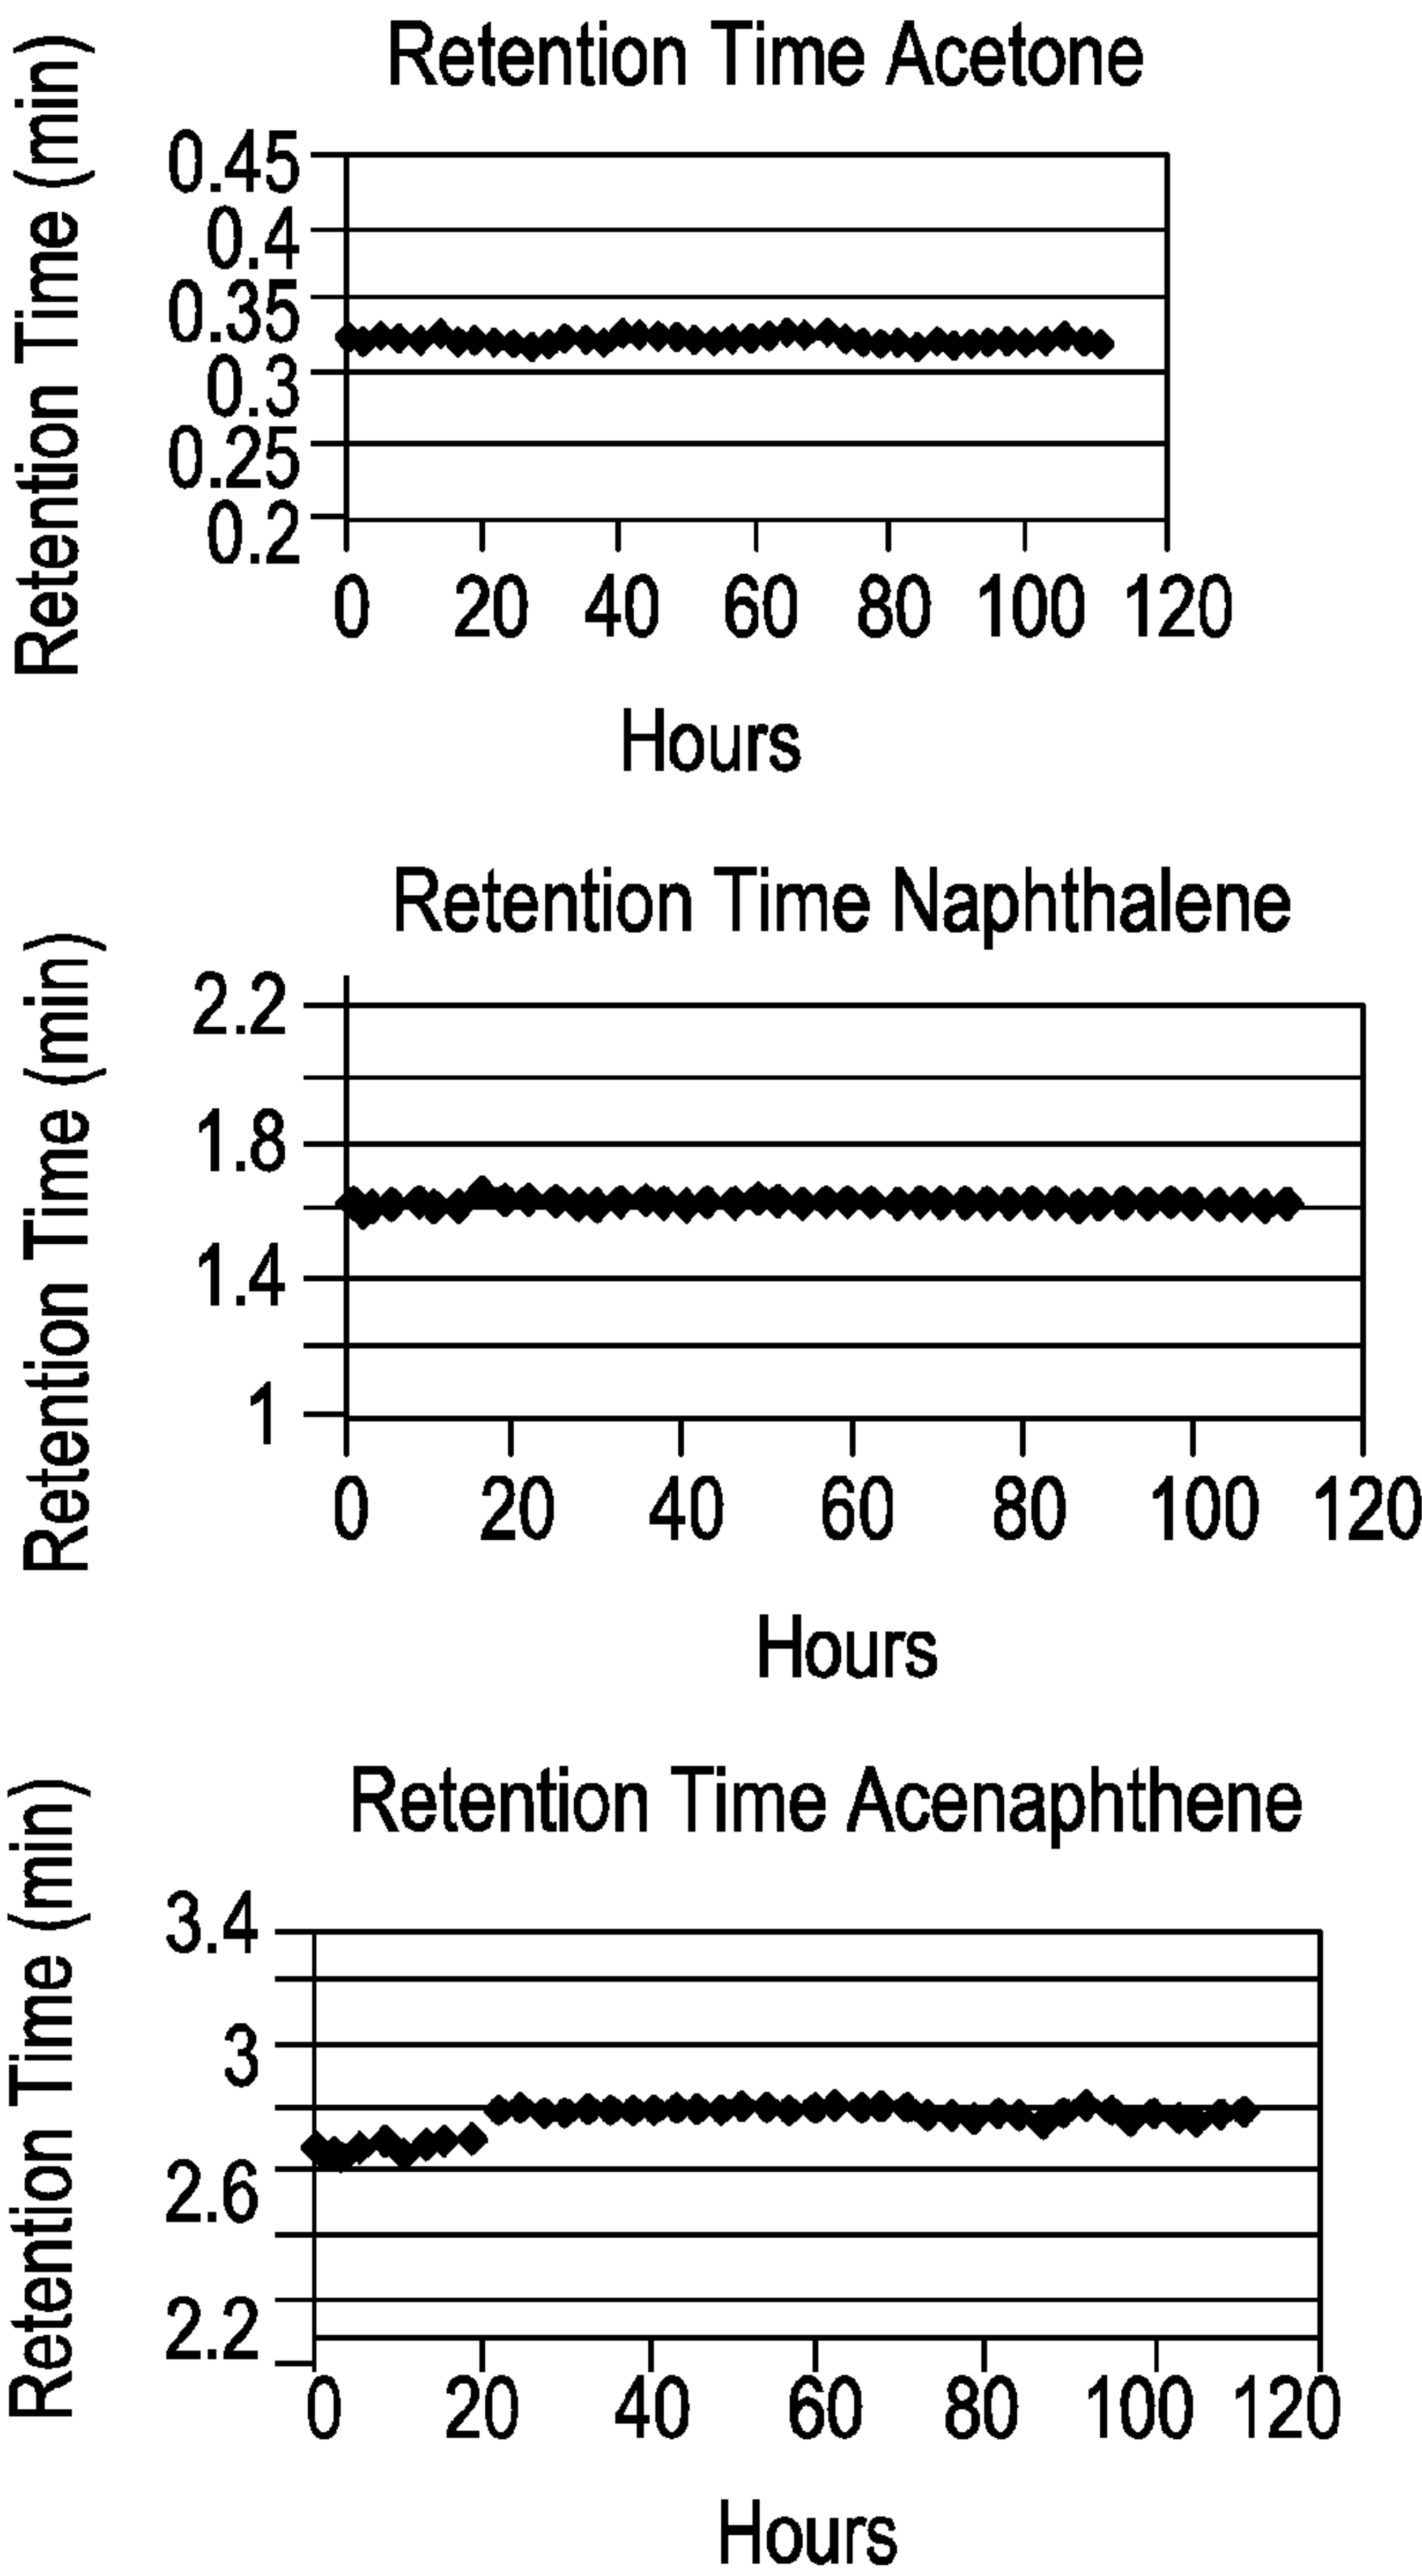 Retention Time Acetone
Retention Time (min)
0.45
0.4
0.35
0.3
0.25
0.2
0 20 40 60 80 100 120
Hours
Retention Time Naphthalene
Retention Time (min)
2.2
1.8
1.4
1
0 20 40 60 80 100 120
Hours
Retention Time Acenaphthene
Retention Time (min)
3.4
3
2.6
2.2
0 20 40 60 80 100 120
Hours